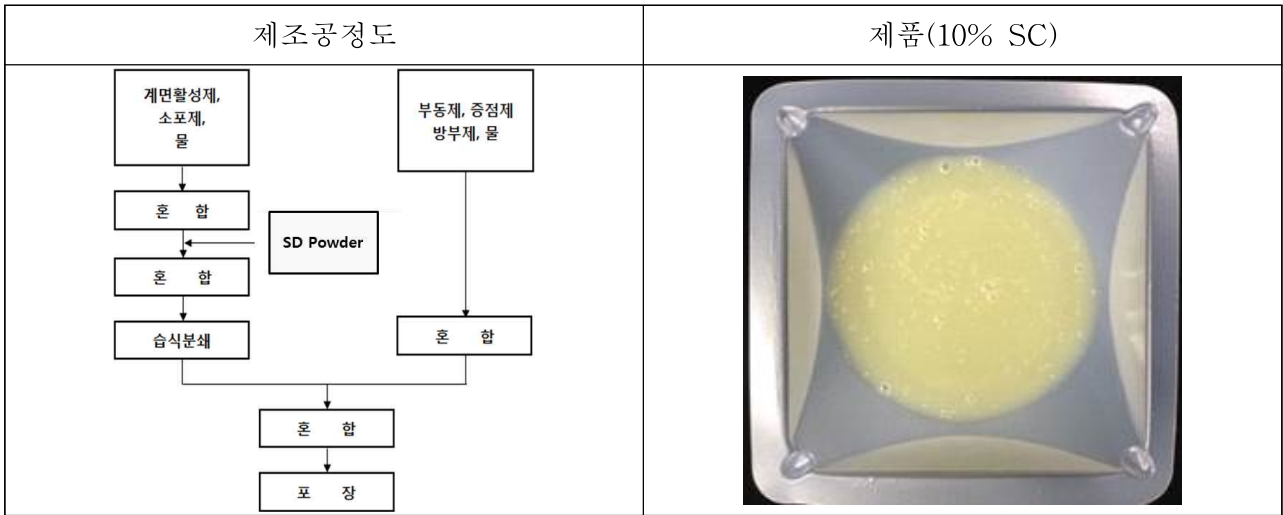 제조공정도
제품(10% SC)
계면활성제,
소포제,
물
부동제, 증점제
방부제, 물
혼 합
SD Powder
혼 합
습식분쇄
혼 합
혼 합
포 장